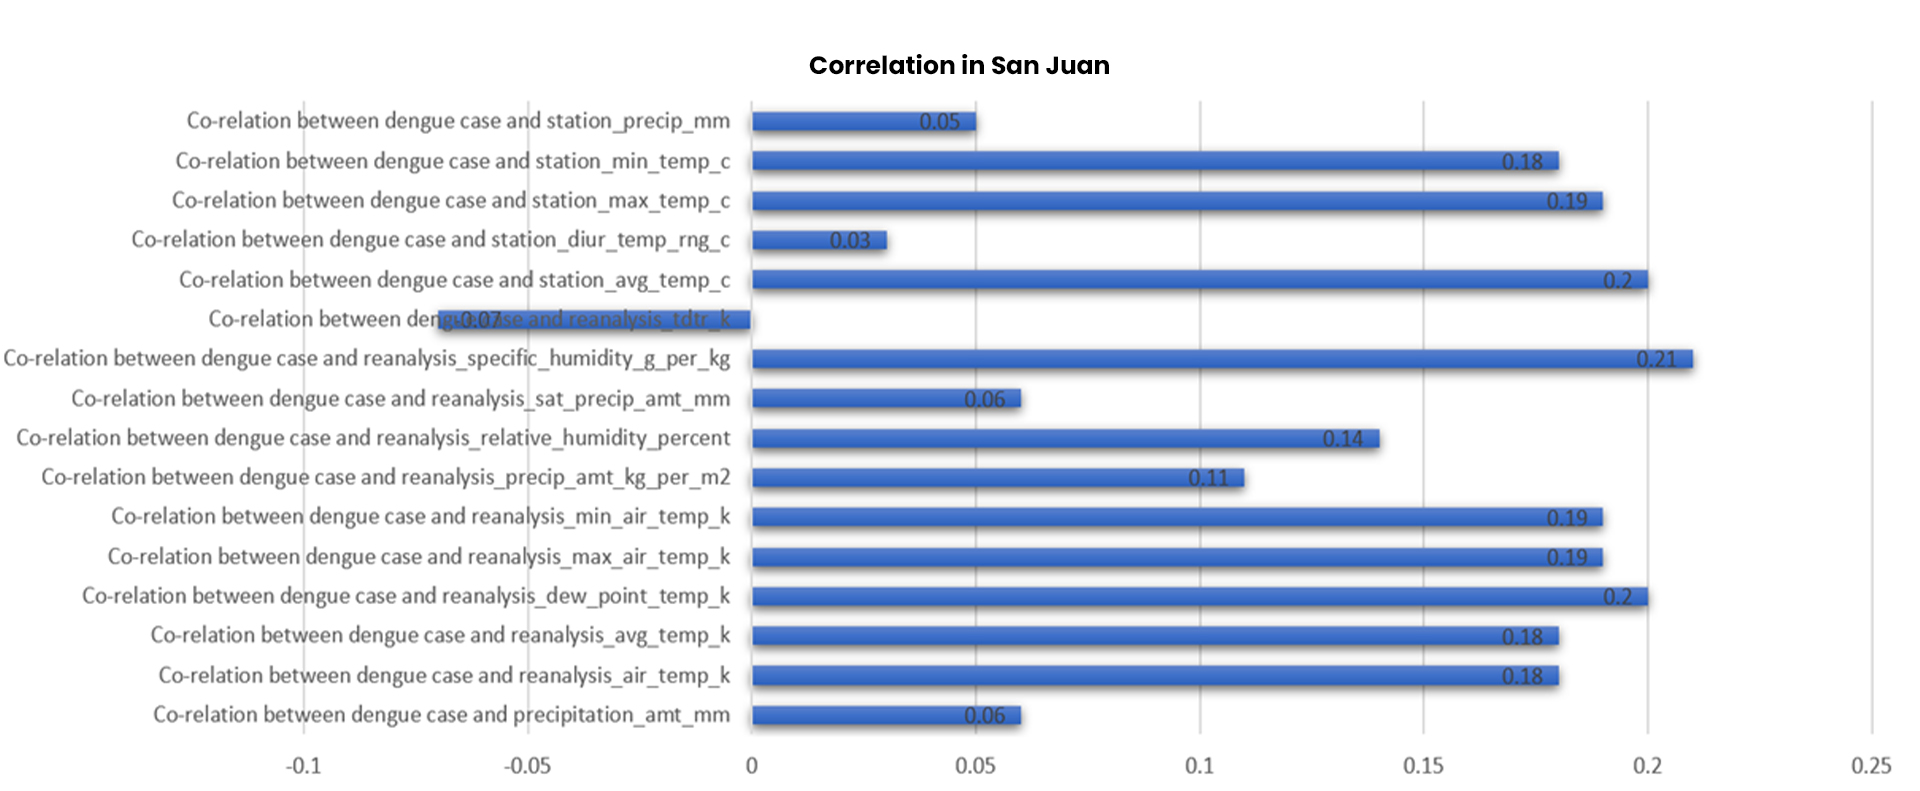 Correlation in San Juan
Co-relation between dengue case and station_precip_mm 0.05
Co-relation between dengue case and station_min_temp_c 0.18
Co-relation between dengue case and station_max_temp_c 0.19
Co-relation between dengue case and station_diur_temp_rng_c 0.03
Co-relation between dengue case and station_avg_temp_c 0.2
Co-relation between dengue case and reanalysis_tdtr_k -0.07
Co-relation between dengue case and reanalysis_specific_humidity_g_per_kg 0.21
Co-relation between dengue case and reanalysis_sat_precip_amt_mm 0.06
Co-relation between dengue case and reanalysis_relative_humidity_percent 0.14
Co-relation between dengue case and reanalysis_precip_amt_kg_per_m2 0.11
Co-relation between dengue case and reanalysis_min_air_temp_k 0.19
Co-relation between dengue case and reanalysis_max_air_temp_k 0.19
Co-relation between dengue case and reanalysis_dew_point_temp_k 0.2
Co-relation between dengue case and reanalysis_avg_temp_k 0.18
Co-relation between dengue case and reanalysis_air_temp_k 0.18
Co-relation between dengue case and precipitation_amt_mm 0.06
-0.1 -0.05 0 0.05 0.1 0.15 0.2 0.25